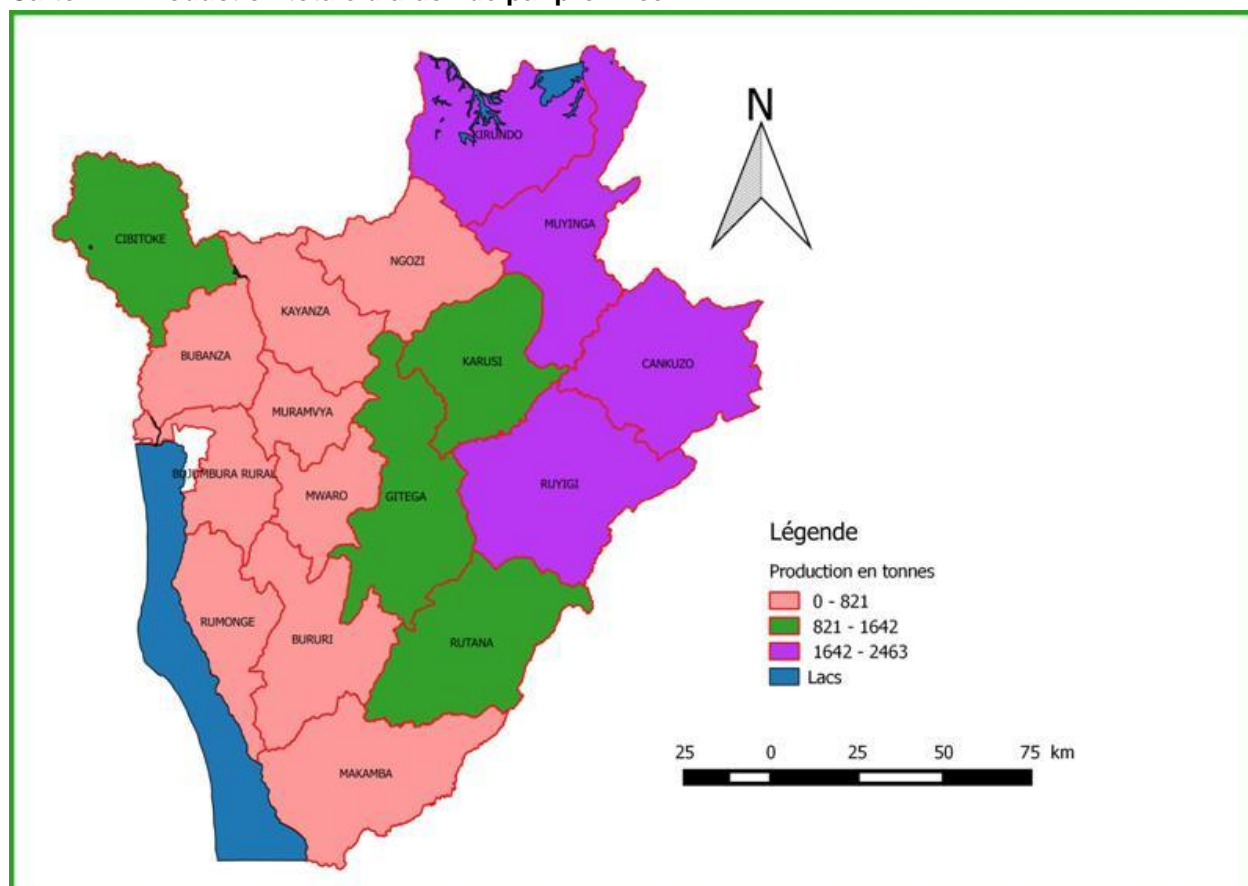 N
KIRUNDO
MUYINGA
CIBITOKE
NGOZI
KAYANZA
BUBANZA
KARUSI
CANKUZO
MURAMVYA
BUJUMBURA RURAL
MWARO
GITEGA
RUYIGI
RUMONGE
BURURI
RUTANA
MAKAMBA
Légende
Production en tonnes
0 - 821
821 - 1642
1642 - 2463
Lacs
25 0 25 50 75 km